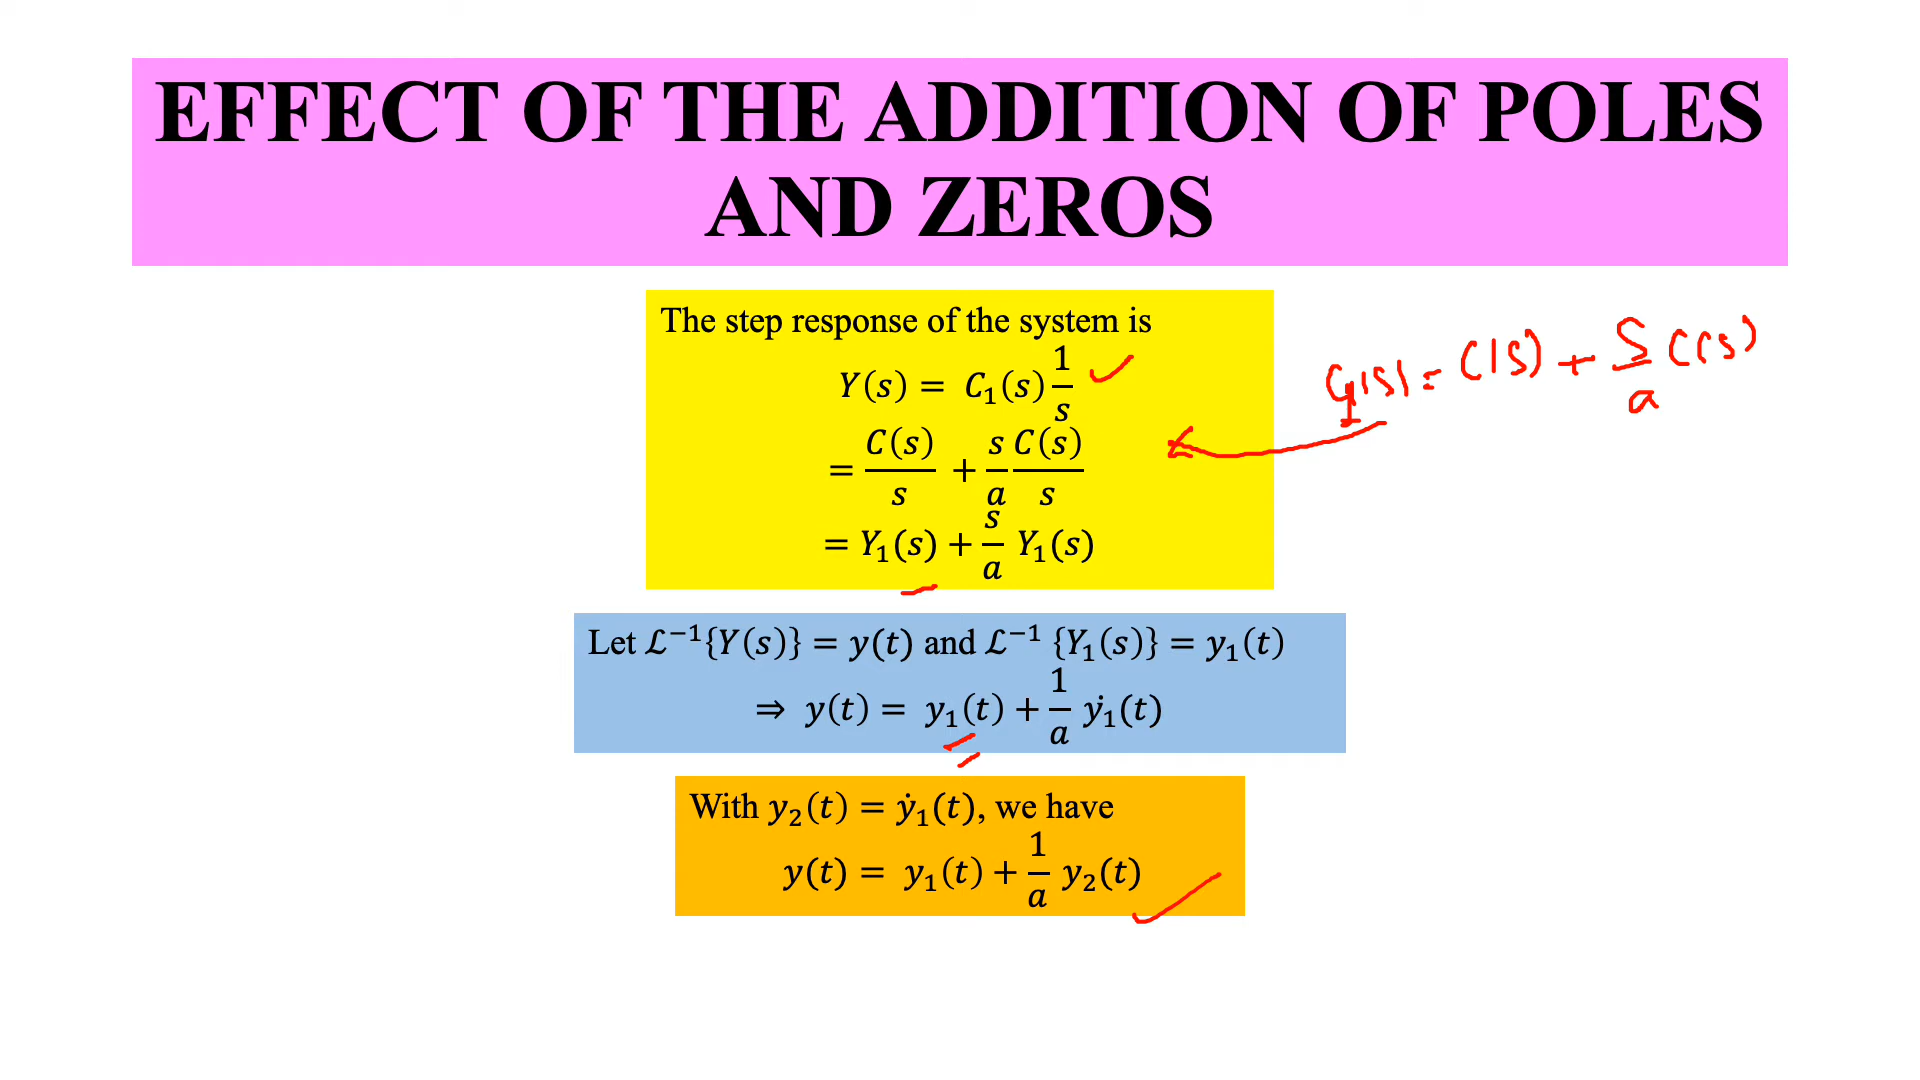 EFFECT OF THE ADDITION OF POLES
AND ZEROS
The step response of the system is
Y(s) = C₁(s) 1/s
= C(s)/s + s/a C(s)/s
= Y₁(s) + s/a Y₁(s)
C₁(s) = C(s) + s/a C(s)
Let ℒ⁻¹{Y(s)} = y(t) and ℒ⁻¹ {Y₁(s)} = y₁(t)
⇒ y(t) = y₁(t) + 1/a ẏ₁(t)
With y₂(t) = ẏ₁(t), we have
y(t) = y₁(t) + 1/a y₂(t)